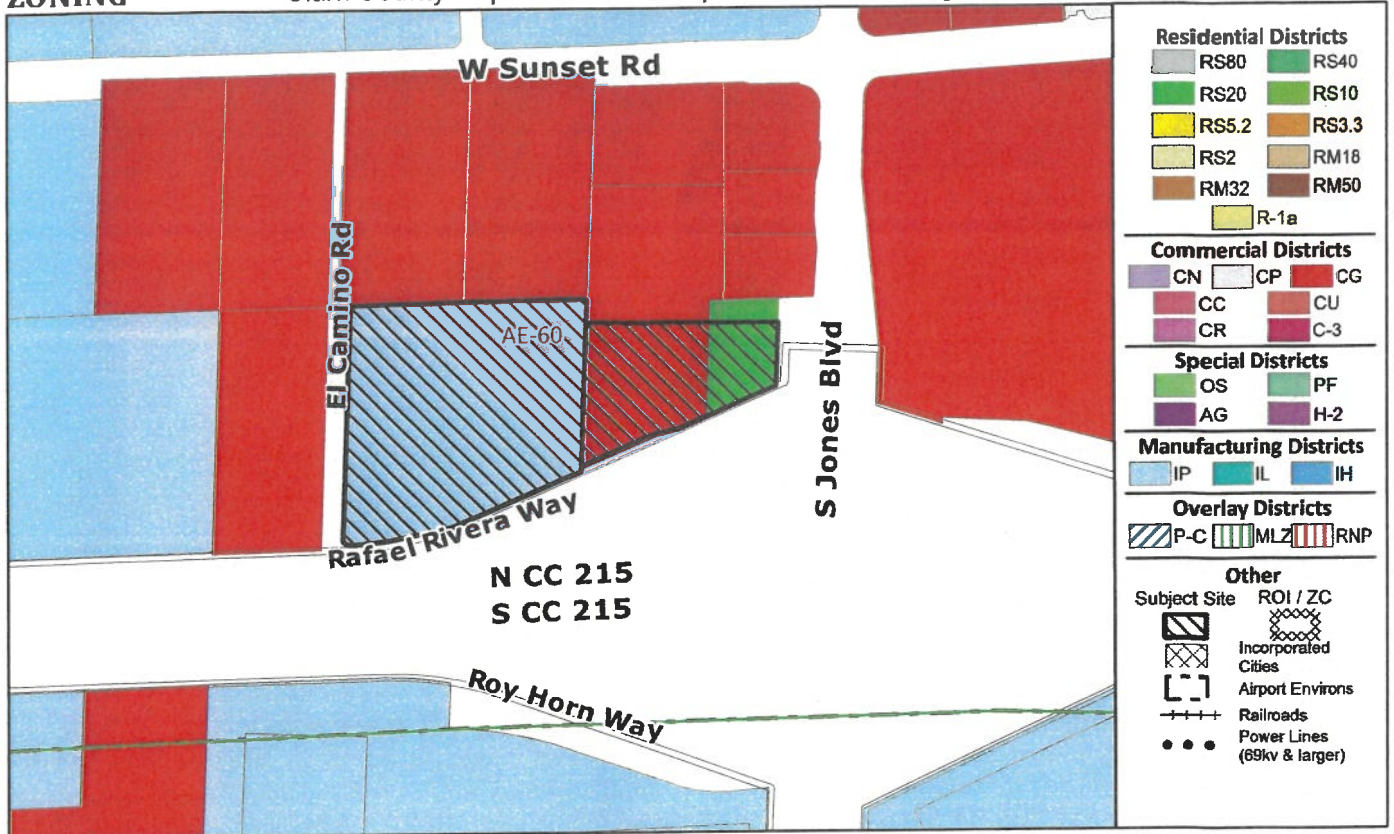 ZONING
W Sunset Rd
El Camino Rd
AE-60
S Jones Blvd
Rafael Rivera Way
N CC 215
S CC 215
Roy Horn Way
Residential Districts
RS80 RS40
RS20 RS10
RS5.2 RS3.3
RS2 RM18
RM32 RM50
R-1a
Commercial Districts
CN CP CG
CC CU
CR C-3
Special Districts
OS PF
AG H-2
Manufacturing Districts
IP IL IH
Overlay Districts
P-C MLZ RNP
Other
Subject Site ROI / ZC
Incorporated
Cities
Airport Environs
Railroads
Power Lines
(69kv & larger)